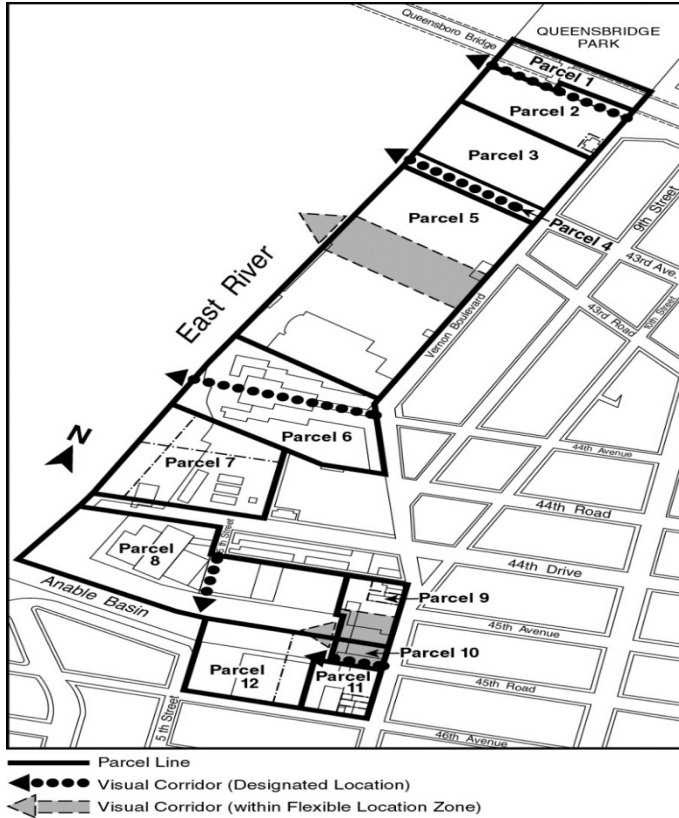 QUEENSBRIDGE
PARK
Queensboro Bridge
Parcel 1
Parcel 2
Parcel 3
Parcel 4
Parcel 5
9th Street
43rd Ave.
43rd Road
10th Street
East River
Vernon Boulevard
N
Parcel 6
44th Avenue
Parcel 7
44th Road
5th Street
Parcel
8
44th Drive
Anable Basin
Parcel 9
45th Avenue
Parcel 10
Parcel
12
Parcel
11
45th Road
5 th Street
46th Avenue
Parcel Line
Visual Corridor (Designated Location)
Visual Corridor (within Flexible Location Zone)